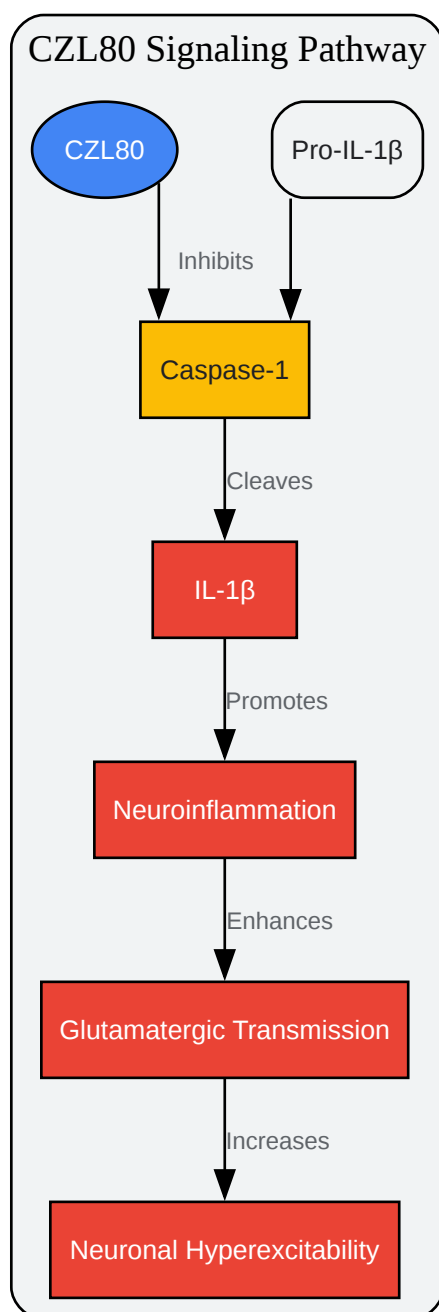 CZL80 Signaling Pathway
CZL80
Pro-IL-1β
Inhibits
Caspase-1
Cleaves
IL-1β
Promotes
Neuroinflammation
Enhances
Glutamatergic Transmission
Increases
Neuronal Hyperexcitability